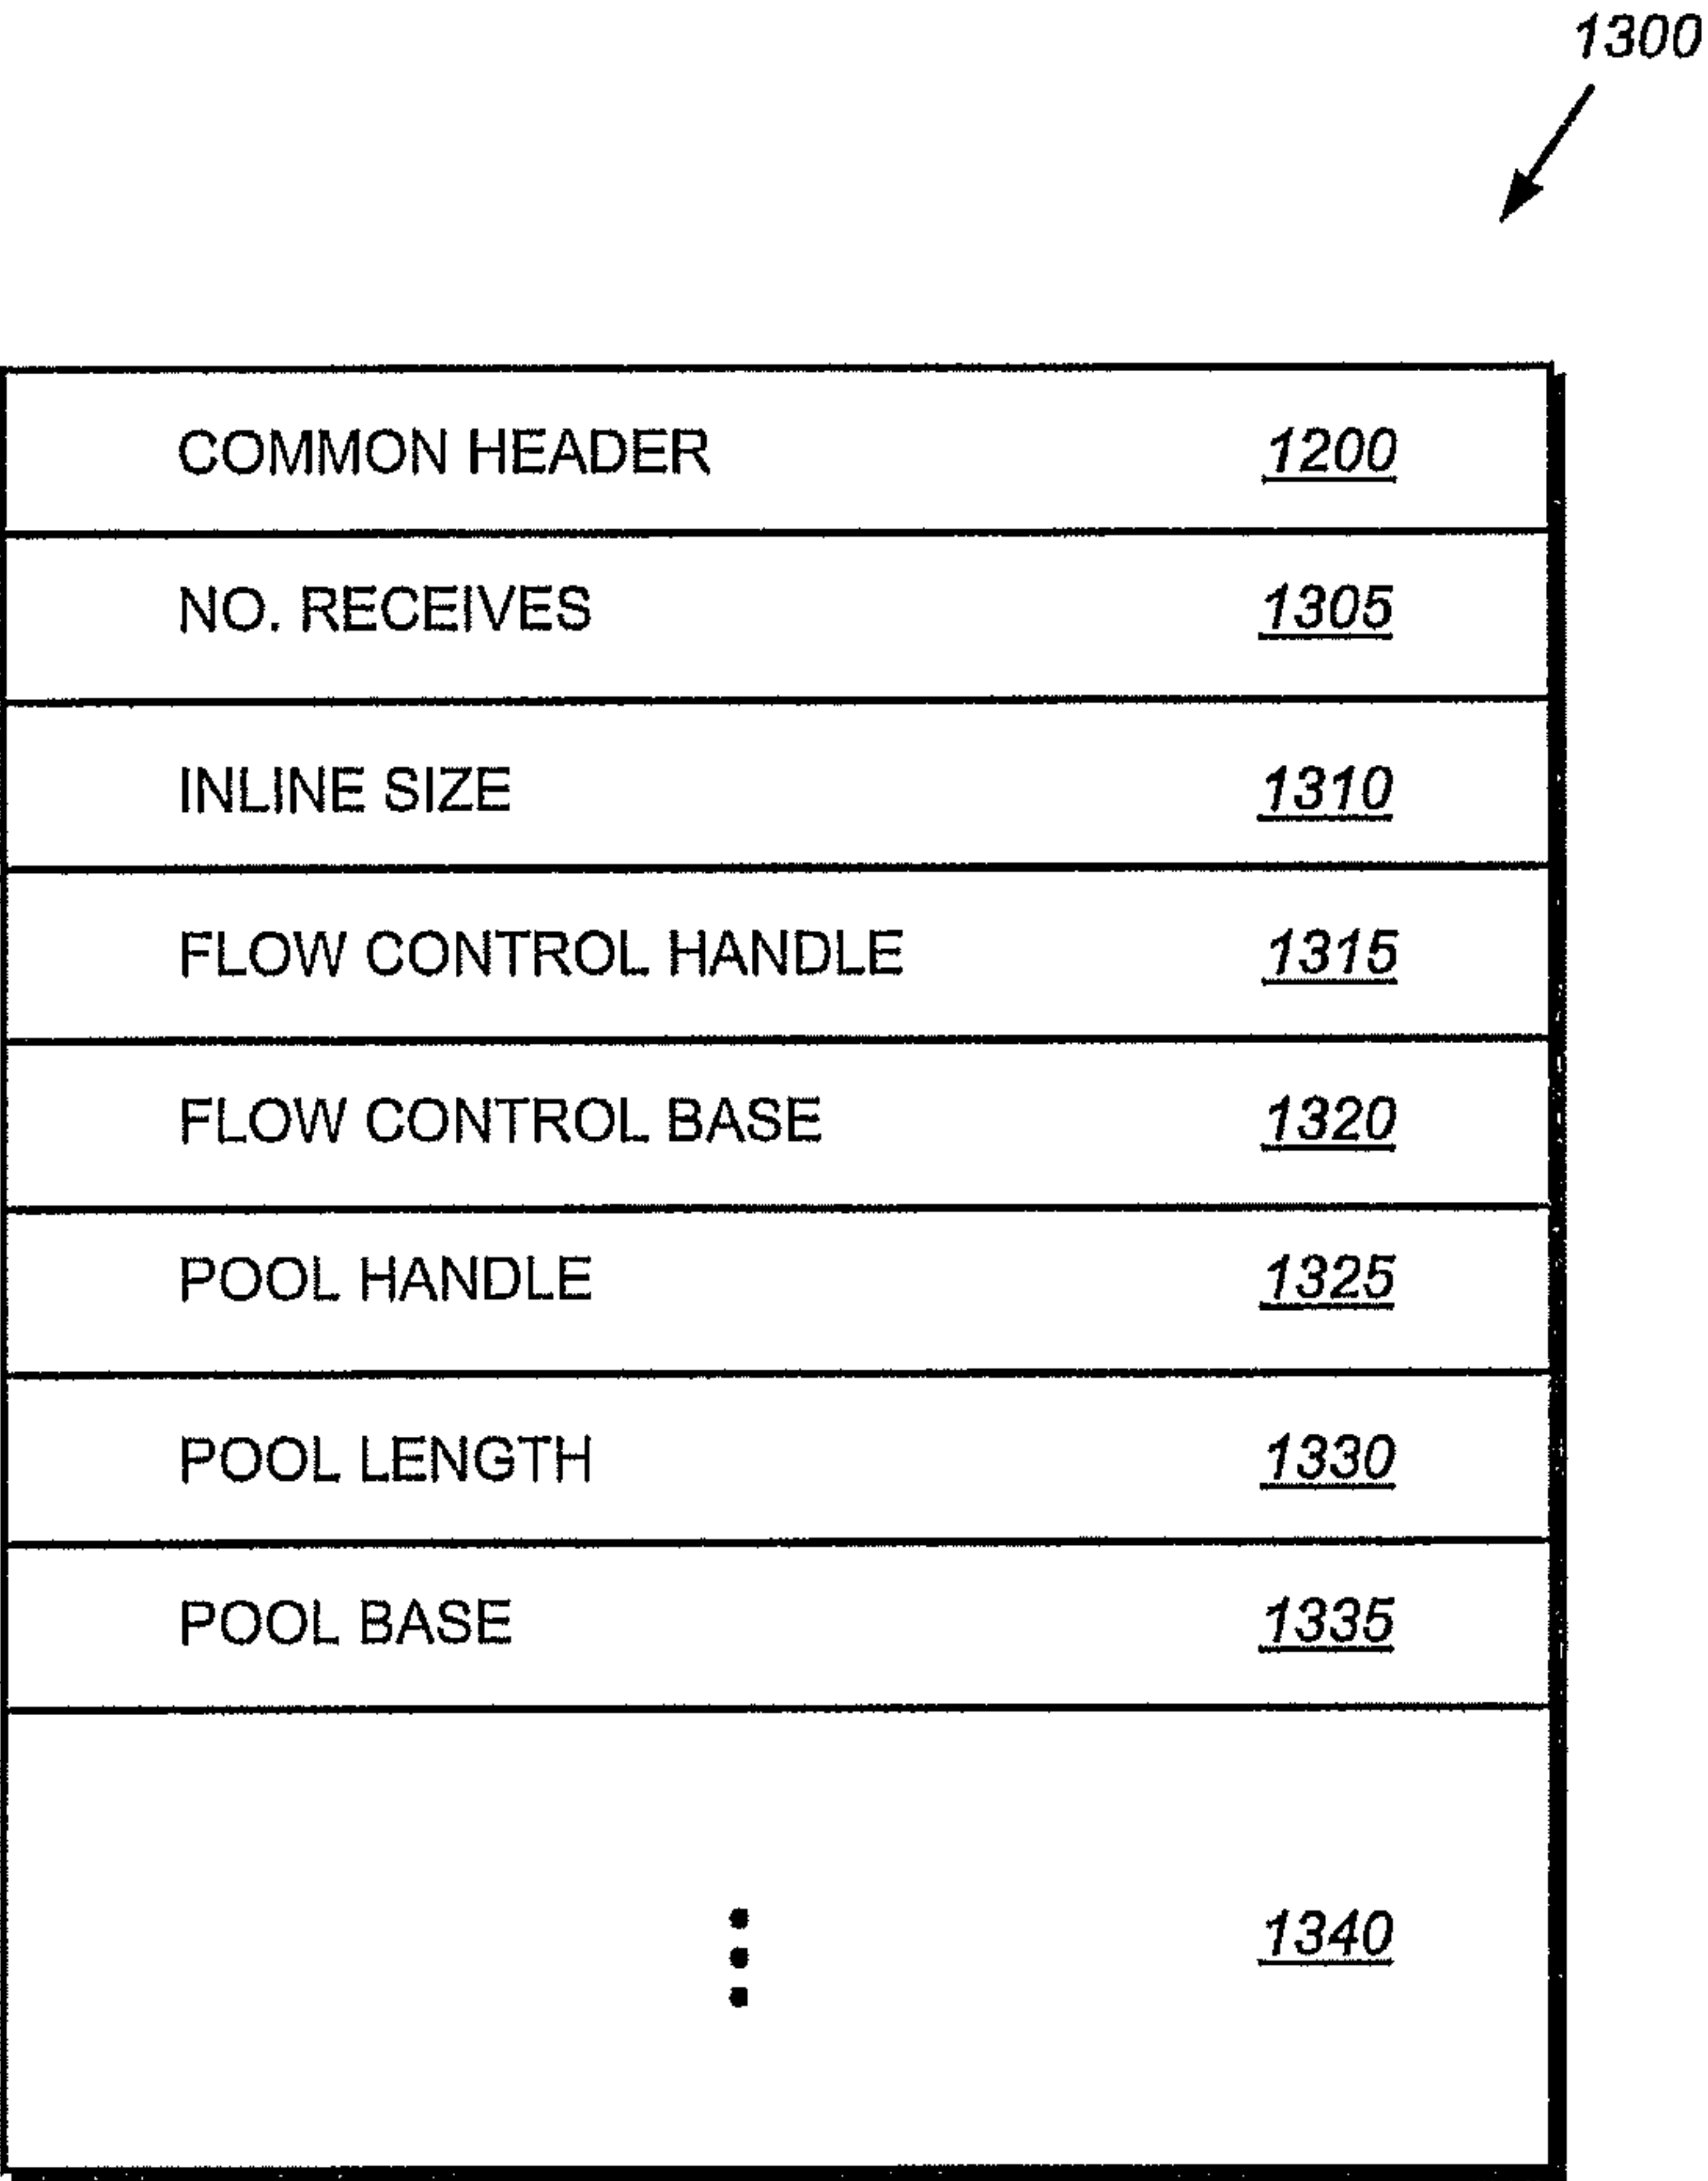 1300
COMMON HEADER 1200
NO. RECEIVES 1305
INLINE SIZE 1310
FLOW CONTROL HANDLE 1315
FLOW CONTROL BASE 1320
POOL HANDLE 1325
POOL LENGTH 1330
POOL BASE 1335
1340